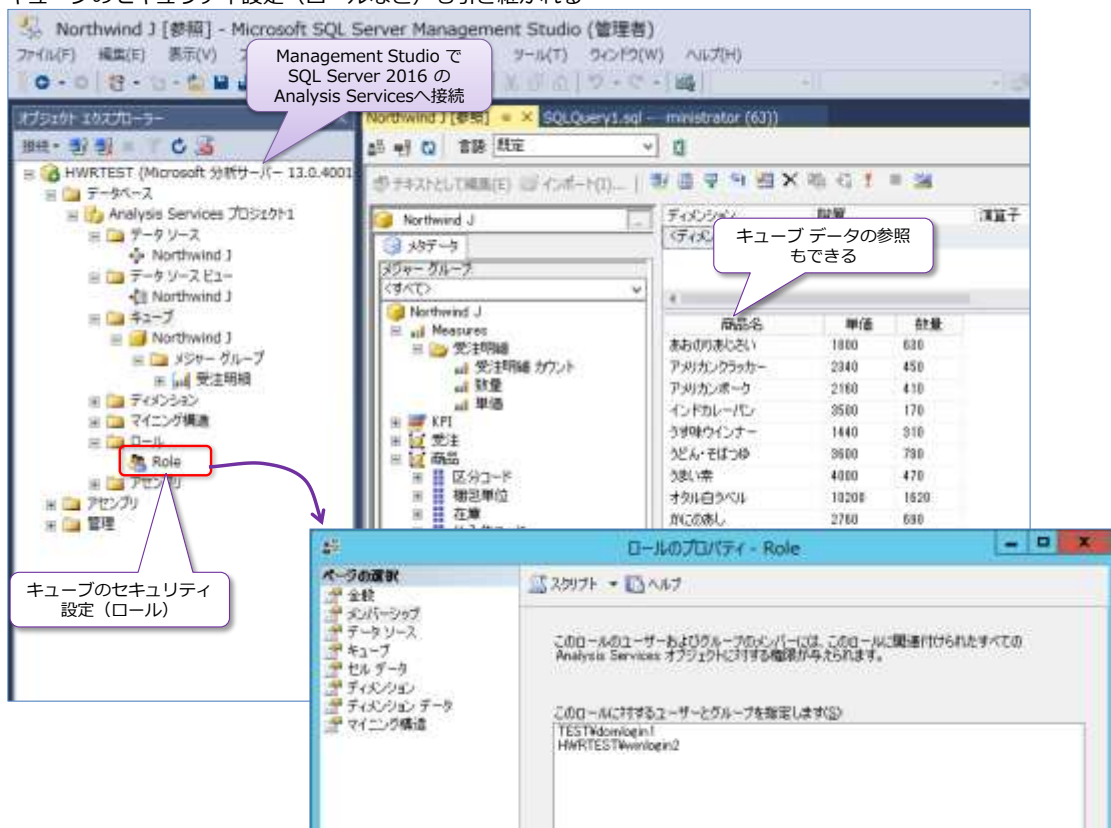 キューブのセキュリティ設定（ロールなど）も引き継がれる
Northwind J [参照] - Microsoft SQL Server Management Studio (管理者)
ファイル(F) 編集(E) 表示(V)
ツール(T) ウィンドウ(W) ヘルプ(H)
Management Studio で
SQL Server 2016 の
Analysis Servicesへ接続
オブジェクト エクスプローラー
接続
HWRTEST (Microsoft 分析サーバー 13.0.4001
データベース
Analysis Services プロジェクト1
データ ソース
Northwind J
データ ソース ビュー
Northwind J
キューブ
Northwind J
メジャー グループ
受注明細
ディメンション
マイニング構造
ロール
Role
アセンブリ
アセンブリ
管理
キューブのセキュリティ
設定（ロール）
Northwind J [参照]
SQLQuery1.sql -
ministrator (63))
言語 既定
テキストとして編集(E) インポート(I)...
Northwind J
メタデータ
メジャー グループ:
<すべて>
Northwind J
Measures
受注明細
受注明細 カウント
数量
単価
KPI
受注
商品
区分コード
梱包単位
在庫
ディメンション 階層 演算子
キューブ データの参照
もできる
商品名 単価 数量
あおのりあじさい 1800 630
アメリカンクラッカー 2340 450
アメリカンポーク 2160 410
インドカレーパン 3500 170
うす味ウインナー 1440 310
うどん・そばつゆ 3600 780
うまい素 4000 470
オタル白ラベル 10200 1620
かにのあし 2760 690
ロールのプロパティ - Role
ページの選択
全般
メンバーシップ
データ ソース
キューブ
セル データ
ディメンション
ディメンション データ
マイニング構造
スクリプト ヘルプ
このロールのユーザーおよびグループのメンバーには、このロールに関連付けられたすべての
Analysis Services オブジェクトに対する権限が与えられます。
このロールに対するユーザーとグループを指定します(S)
TEST¥domlogin1
HWRTEST¥winlogin2